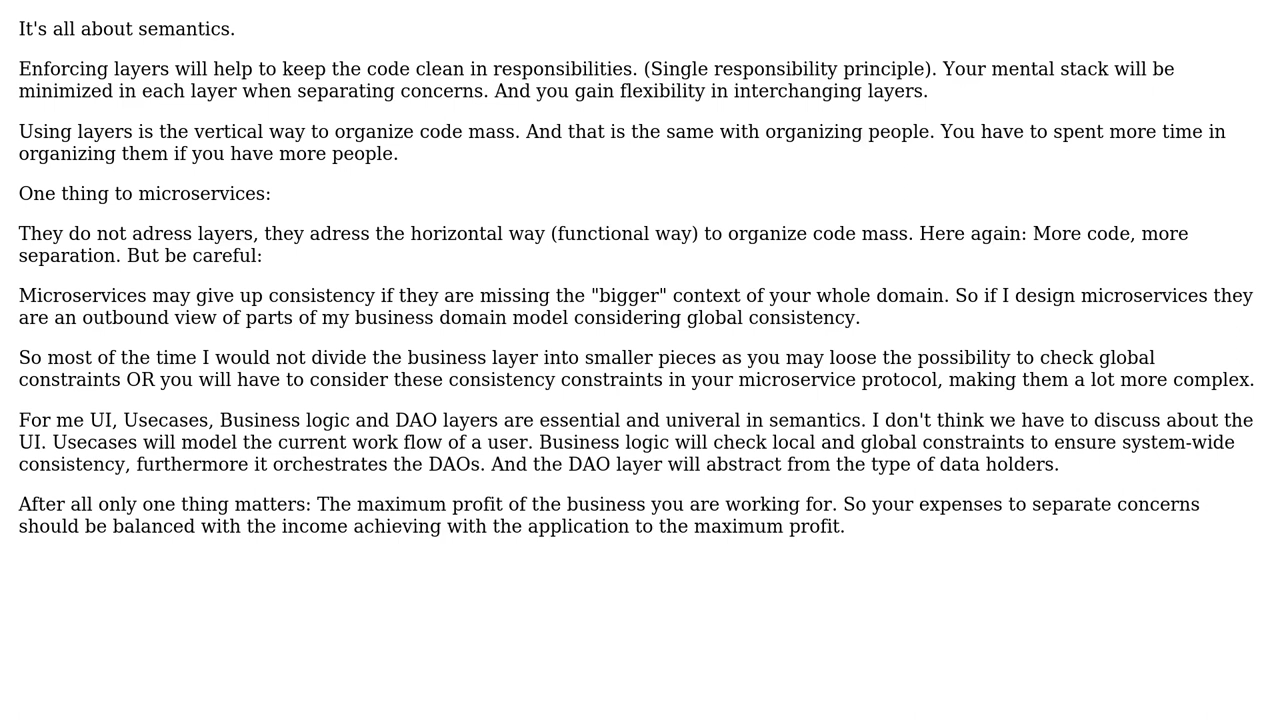 It's all about semantics.
Enforcing layers will help to keep the code clean in responsibilities. (Single responsibility principle). Your mental stack will be
minimized in each layer when separating concerns. And you gain flexibility in interchanging layers.
Using layers is the vertical way to organize code mass. And that is the same with organizing people. You have to spent more time in
organizing them if you have more people.
One thing to microservices:
They do not adress layers, they adress the horizontal way (functional way) to organize code mass. Here again: More code, more
separation. But be careful:
Microservices may give up consistency if they are missing the "bigger" context of your whole domain. So if I design microservices they
are an outbound view of parts of my business domain model considering global consistency.
So most of the time I would not divide the business layer into smaller pieces as you may loose the possibility to check global
constraints OR you will have to consider these consistency constraints in your microservice protocol, making them a lot more complex.
For me UI, Usecases, Business logic and DAO layers are essential and univeral in semantics. I don't think we have to discuss about the
UI. Usecases will model the current work flow of a user. Business logic will check local and global constraints to ensure system-wide
consistency, furthermore it orchestrates the DAOs. And the DAO layer will abstract from the type of data holders.
After all only one thing matters: The maximum profit of the business you are working for. So your expenses to separate concerns
should be balanced with the income achieving with the application to the maximum profit.